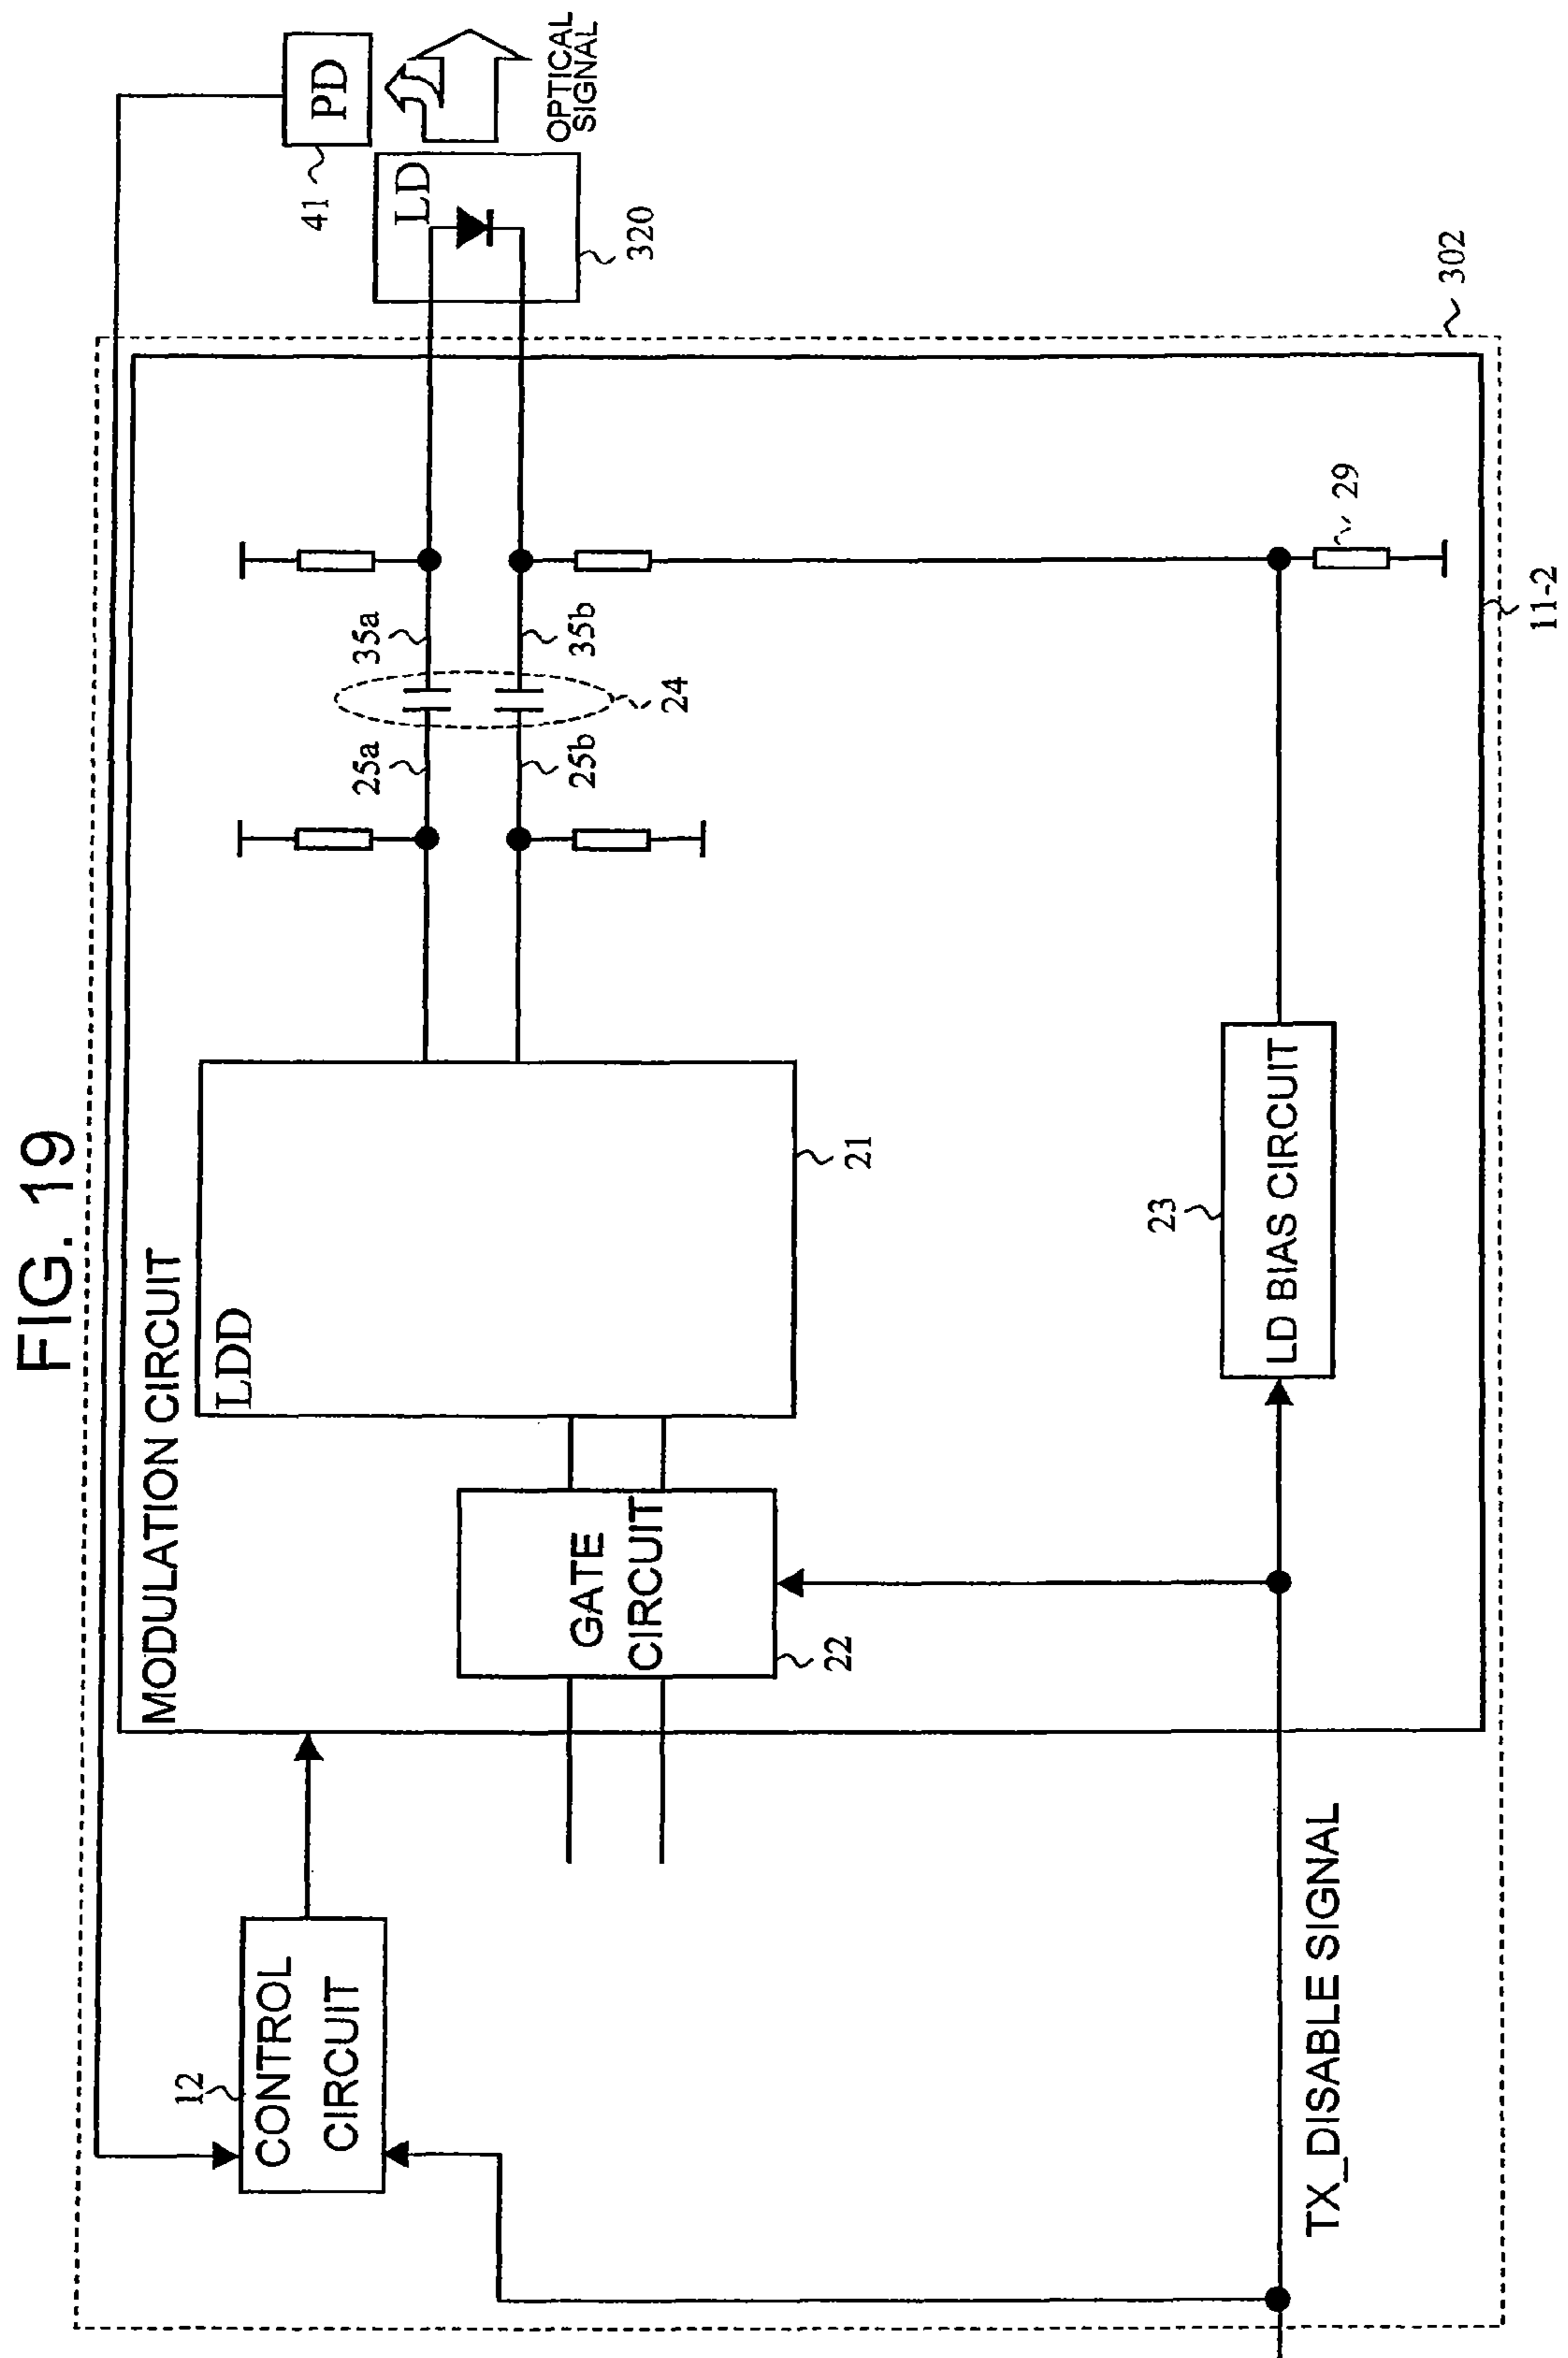 FIG. 19
302
MODULATION CIRCUIT
11-2
12
CONTROL
CIRCUIT
LDD
21
GATE
CIRCUIT
22
25a
25b
24
35a
35b
LD
320
41
PD
OPTICAL
SIGNAL
23
LD BIAS CIRCUIT
29
TX_DISABLE SIGNAL